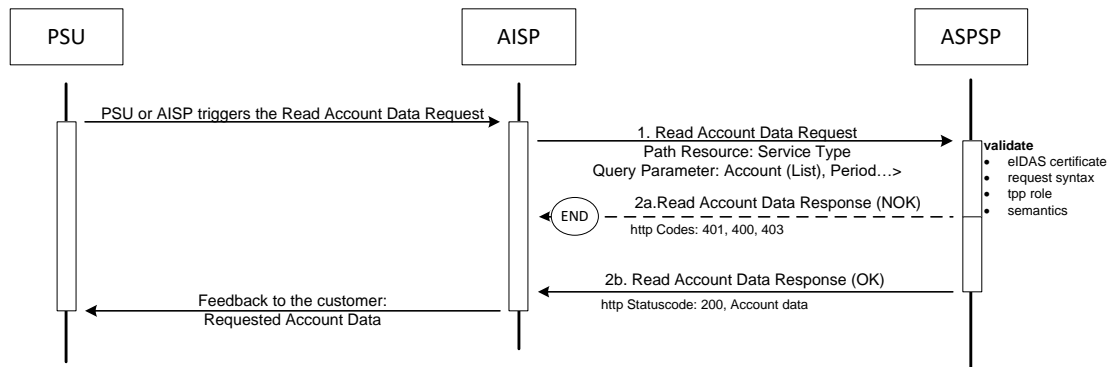 PSU
AISP
ASPSP
PSU or AISP triggers the Read Account Data Request
1. Read Account Data Request
Path Resource: Service Type
Query Parameter: Account (List), Period…>
validate
• eIDAS certificate
• request syntax
• tpp role
• semantics
END
2a.Read Account Data Response (NOK)
http Codes: 401, 400, 403
2b. Read Account Data Response (OK)
http Statuscode: 200, Account data
Feedback to the customer:
Requested Account Data